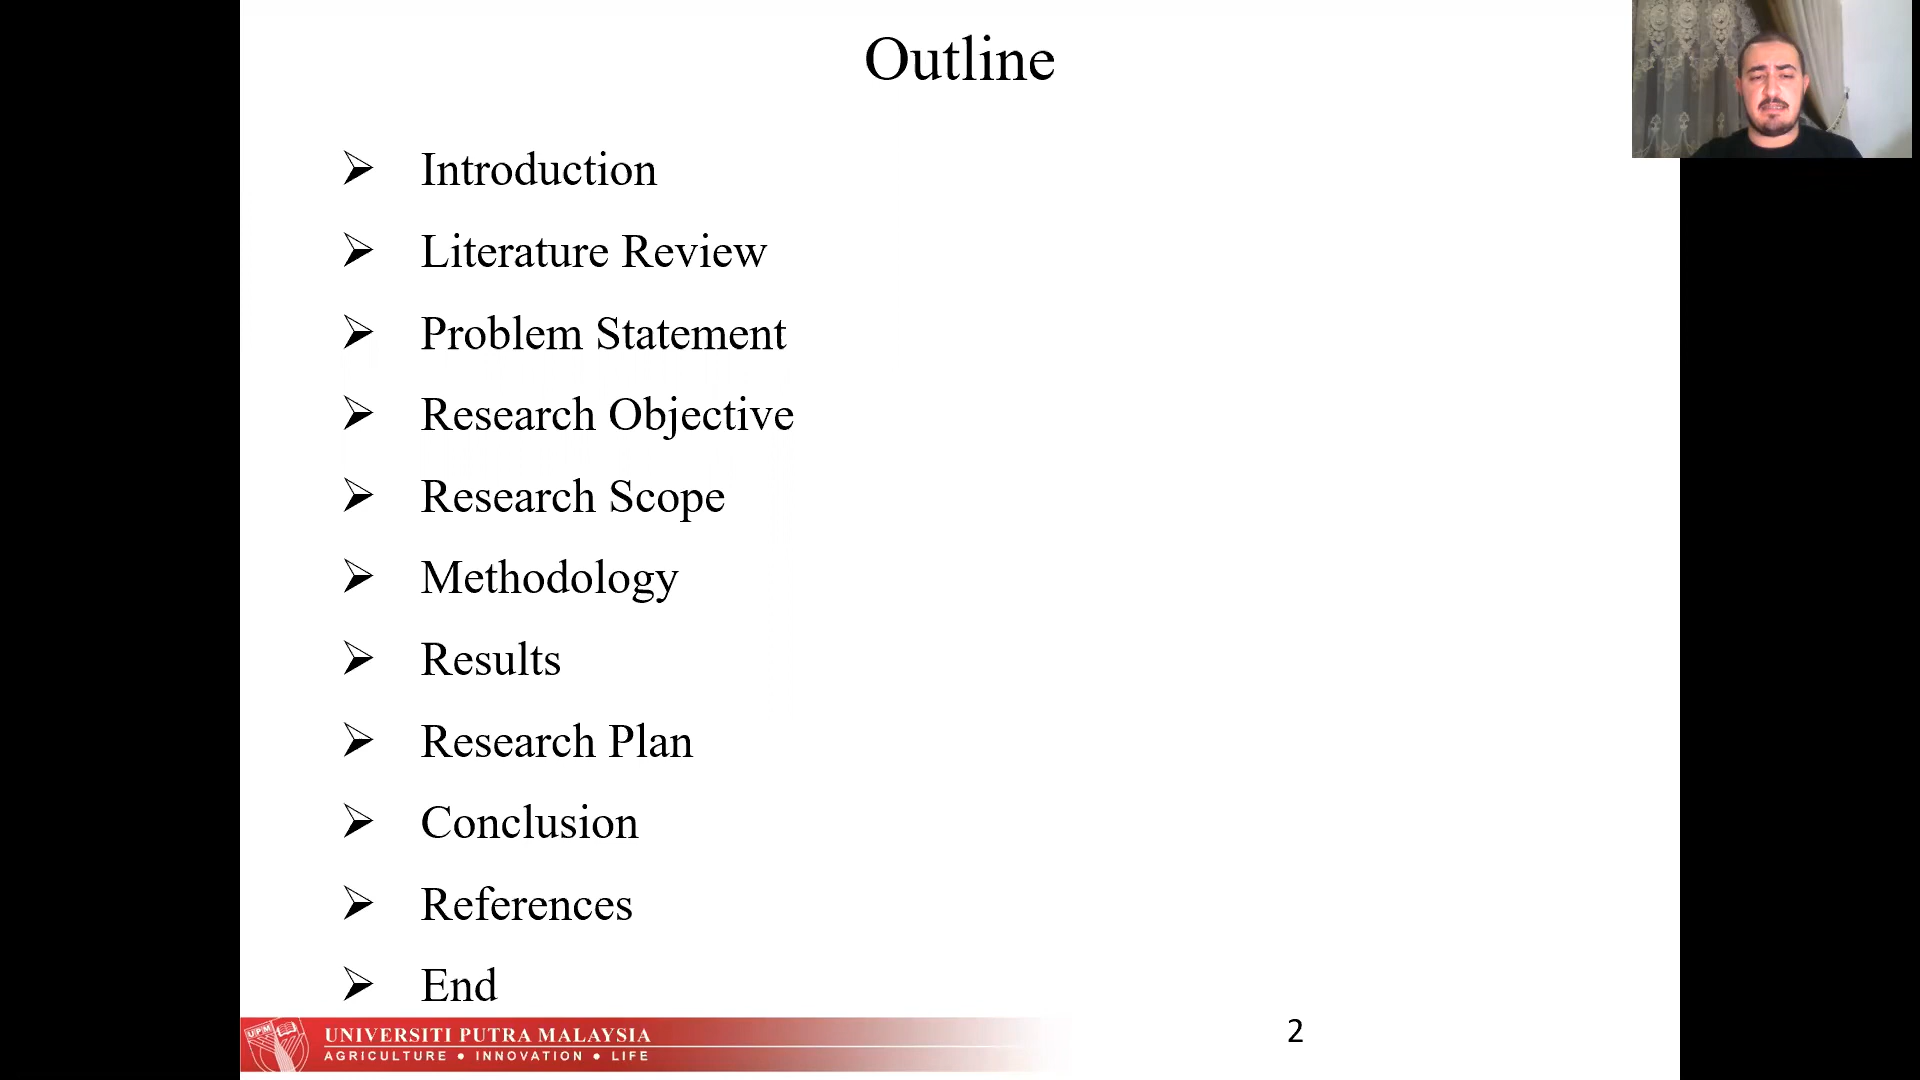 Outline
Introduction
Literature Review
Problem Statement
Research Objective
Research Scope
Methodology
Results
Research Plan
Conclusion
References
End
UPM
UNIVERSITI PUTRA MALAYSIA
AGRICULTURE • INNOVATION • LIFE
2